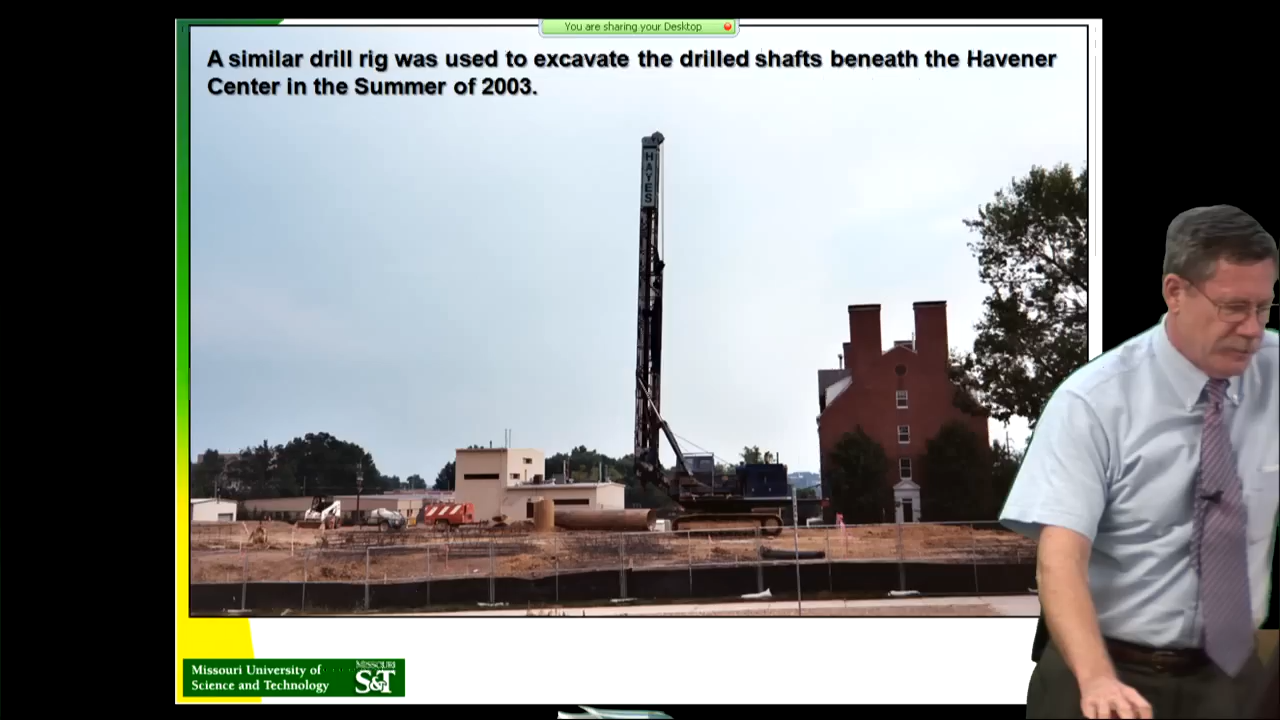 You are sharing your Desktop
A similar drill rig was used to excavate the drilled shafts beneath the Havener
Center in the Summer of 2003.
HAYES
Missouri University of
Science and Technology
MISSOURI
S&T